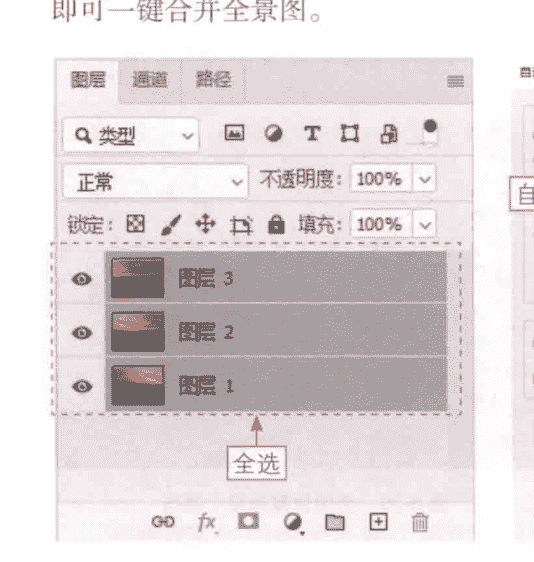 即可一键合并全景图。
图层 通道 路径
类型
正常 不透明度: 100%
锁定: 填充: 100%
图层 3
图层 2
图层 1
全选
fx
自